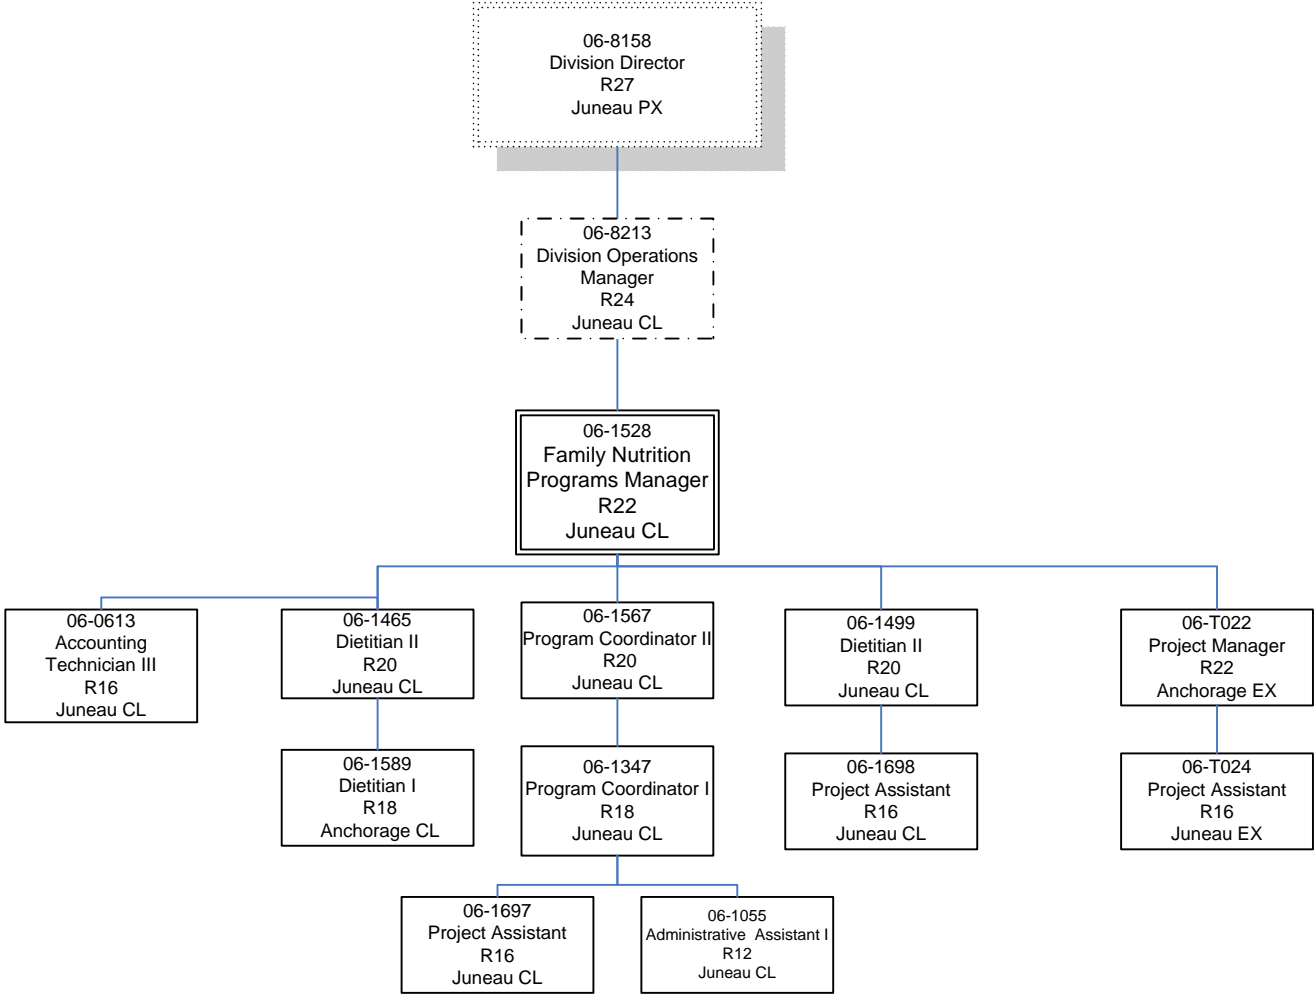 06-8158
Division Director
R27
Juneau PX
06-8213
Division Operations
Manager
R24
Juneau CL
06-1528
Family Nutrition
Programs Manager
R22
Juneau CL
06-0613
Accounting
Technician III
R16
Juneau CL
06-1465
Dietitian II
R20
Juneau CL
06-1567
Program Coordinator II
R20
Juneau CL
06-1499
Dietitian II
R20
Juneau CL
06-T022
Project Manager
R22
Anchorage EX
06-1589
Dietitian I
R18
Anchorage CL
06-1347
Program Coordinator I
R18
Juneau CL
06-1698
Project Assistant
R16
Juneau CL
06-T024
Project Assistant
R16
Juneau EX
06-1697
Project Assistant
R16
Juneau CL
06-1055
Administrative Assistant I
R12
Juneau CL